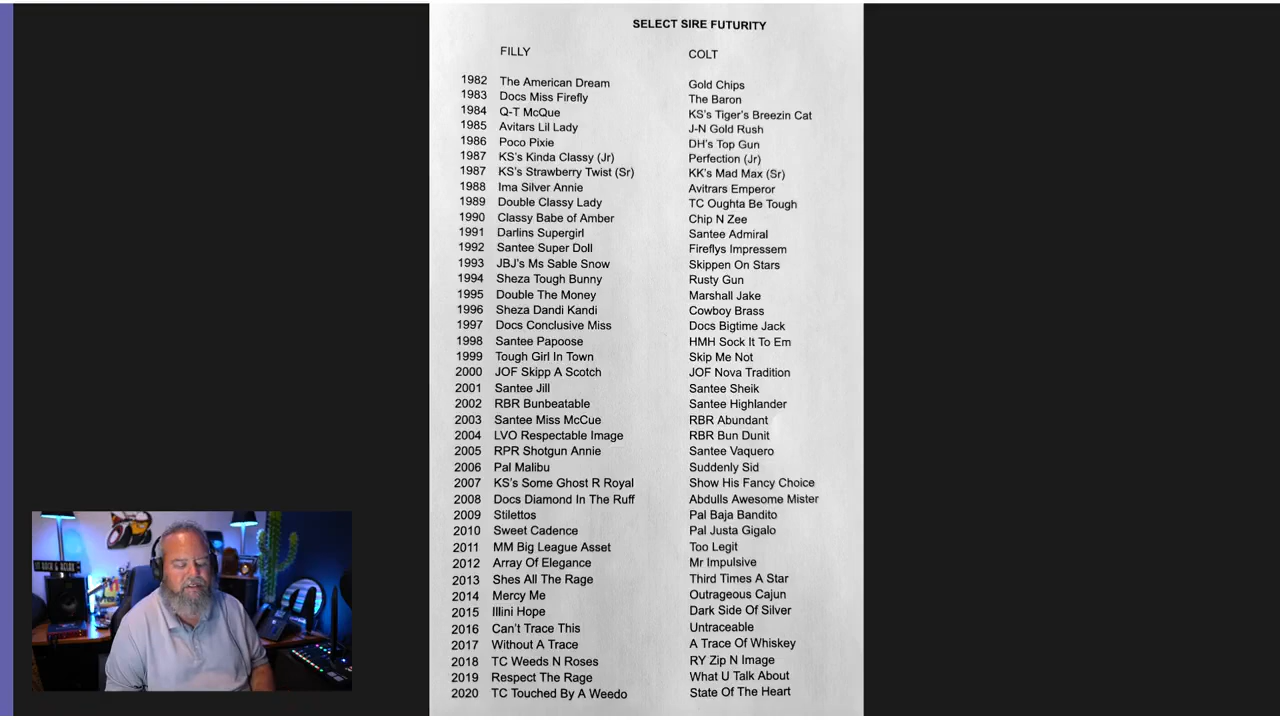 SELECT SIRE FUTURITY
FILLY COLT
1982 The American Dream Gold Chips
1983 Docs Miss Firefly The Baron
1984 Q-T McQue KS's Tiger's Breezin Cat
1985 Avitars Lil Lady J-N Gold Rush
1986 Poco Pixie DH's Top Gun
1987 KS's Kinda Classy (Jr) Perfection (Jr)
1987 KS's Strawberry Twist (Sr) KK's Mad Max (Sr)
1988 Ima Silver Annie Avitrars Emperor
1989 Double Classy Lady TC Oughta Be Tough
1990 Classy Babe of Amber Chip N Zee
1991 Darlins Supergirl Santee Admiral
1992 Santee Super Doll Fireflys Impressem
1993 JBJ's Ms Sable Snow Skippen On Stars
1994 Sheza Tough Bunny Rusty Gun
1995 Double The Money Marshall Jake
1996 Sheza Dandi Kandi Cowboy Brass
1997 Docs Conclusive Miss Docs Bigtime Jack
1998 Santee Papoose HMH Sock It To Em
1999 Tough Girl In Town Skip Me Not
2000 JOF Skipp A Scotch JOF Nova Tradition
2001 Santee Jill Santee Sheik
2002 RBR Bunbeatable Santee Highlander
2003 Santee Miss McCue RBR Abundant
2004 LVO Respectable Image RBR Bun Dunit
2005 RPR Shotgun Annie Santee Vaquero
2006 Pal Malibu Suddenly Sid
2007 KS's Some Ghost R Royal Show His Fancy Choice
2008 Docs Diamond In The Ruff Abdulls Awesome Mister
2009 Stilettos Pal Baja Bandito
2010 Sweet Cadence Pal Justa Gigalo
2011 MM Big League Asset Too Legit
2012 Array Of Elegance Mr Impulsive
2013 Shes All The Rage Third Times A Star
2014 Mercy Me Outrageous Cajun
2015 Illini Hope Dark Side Of Silver
2016 Can't Trace This Untraceable
2017 Without A Trace A Trace Of Whiskey
2018 TC Weeds N Roses RY Zip N Image
2019 Respect The Rage What U Talk About
2020 TC Touched By A Weedo State Of The Heart